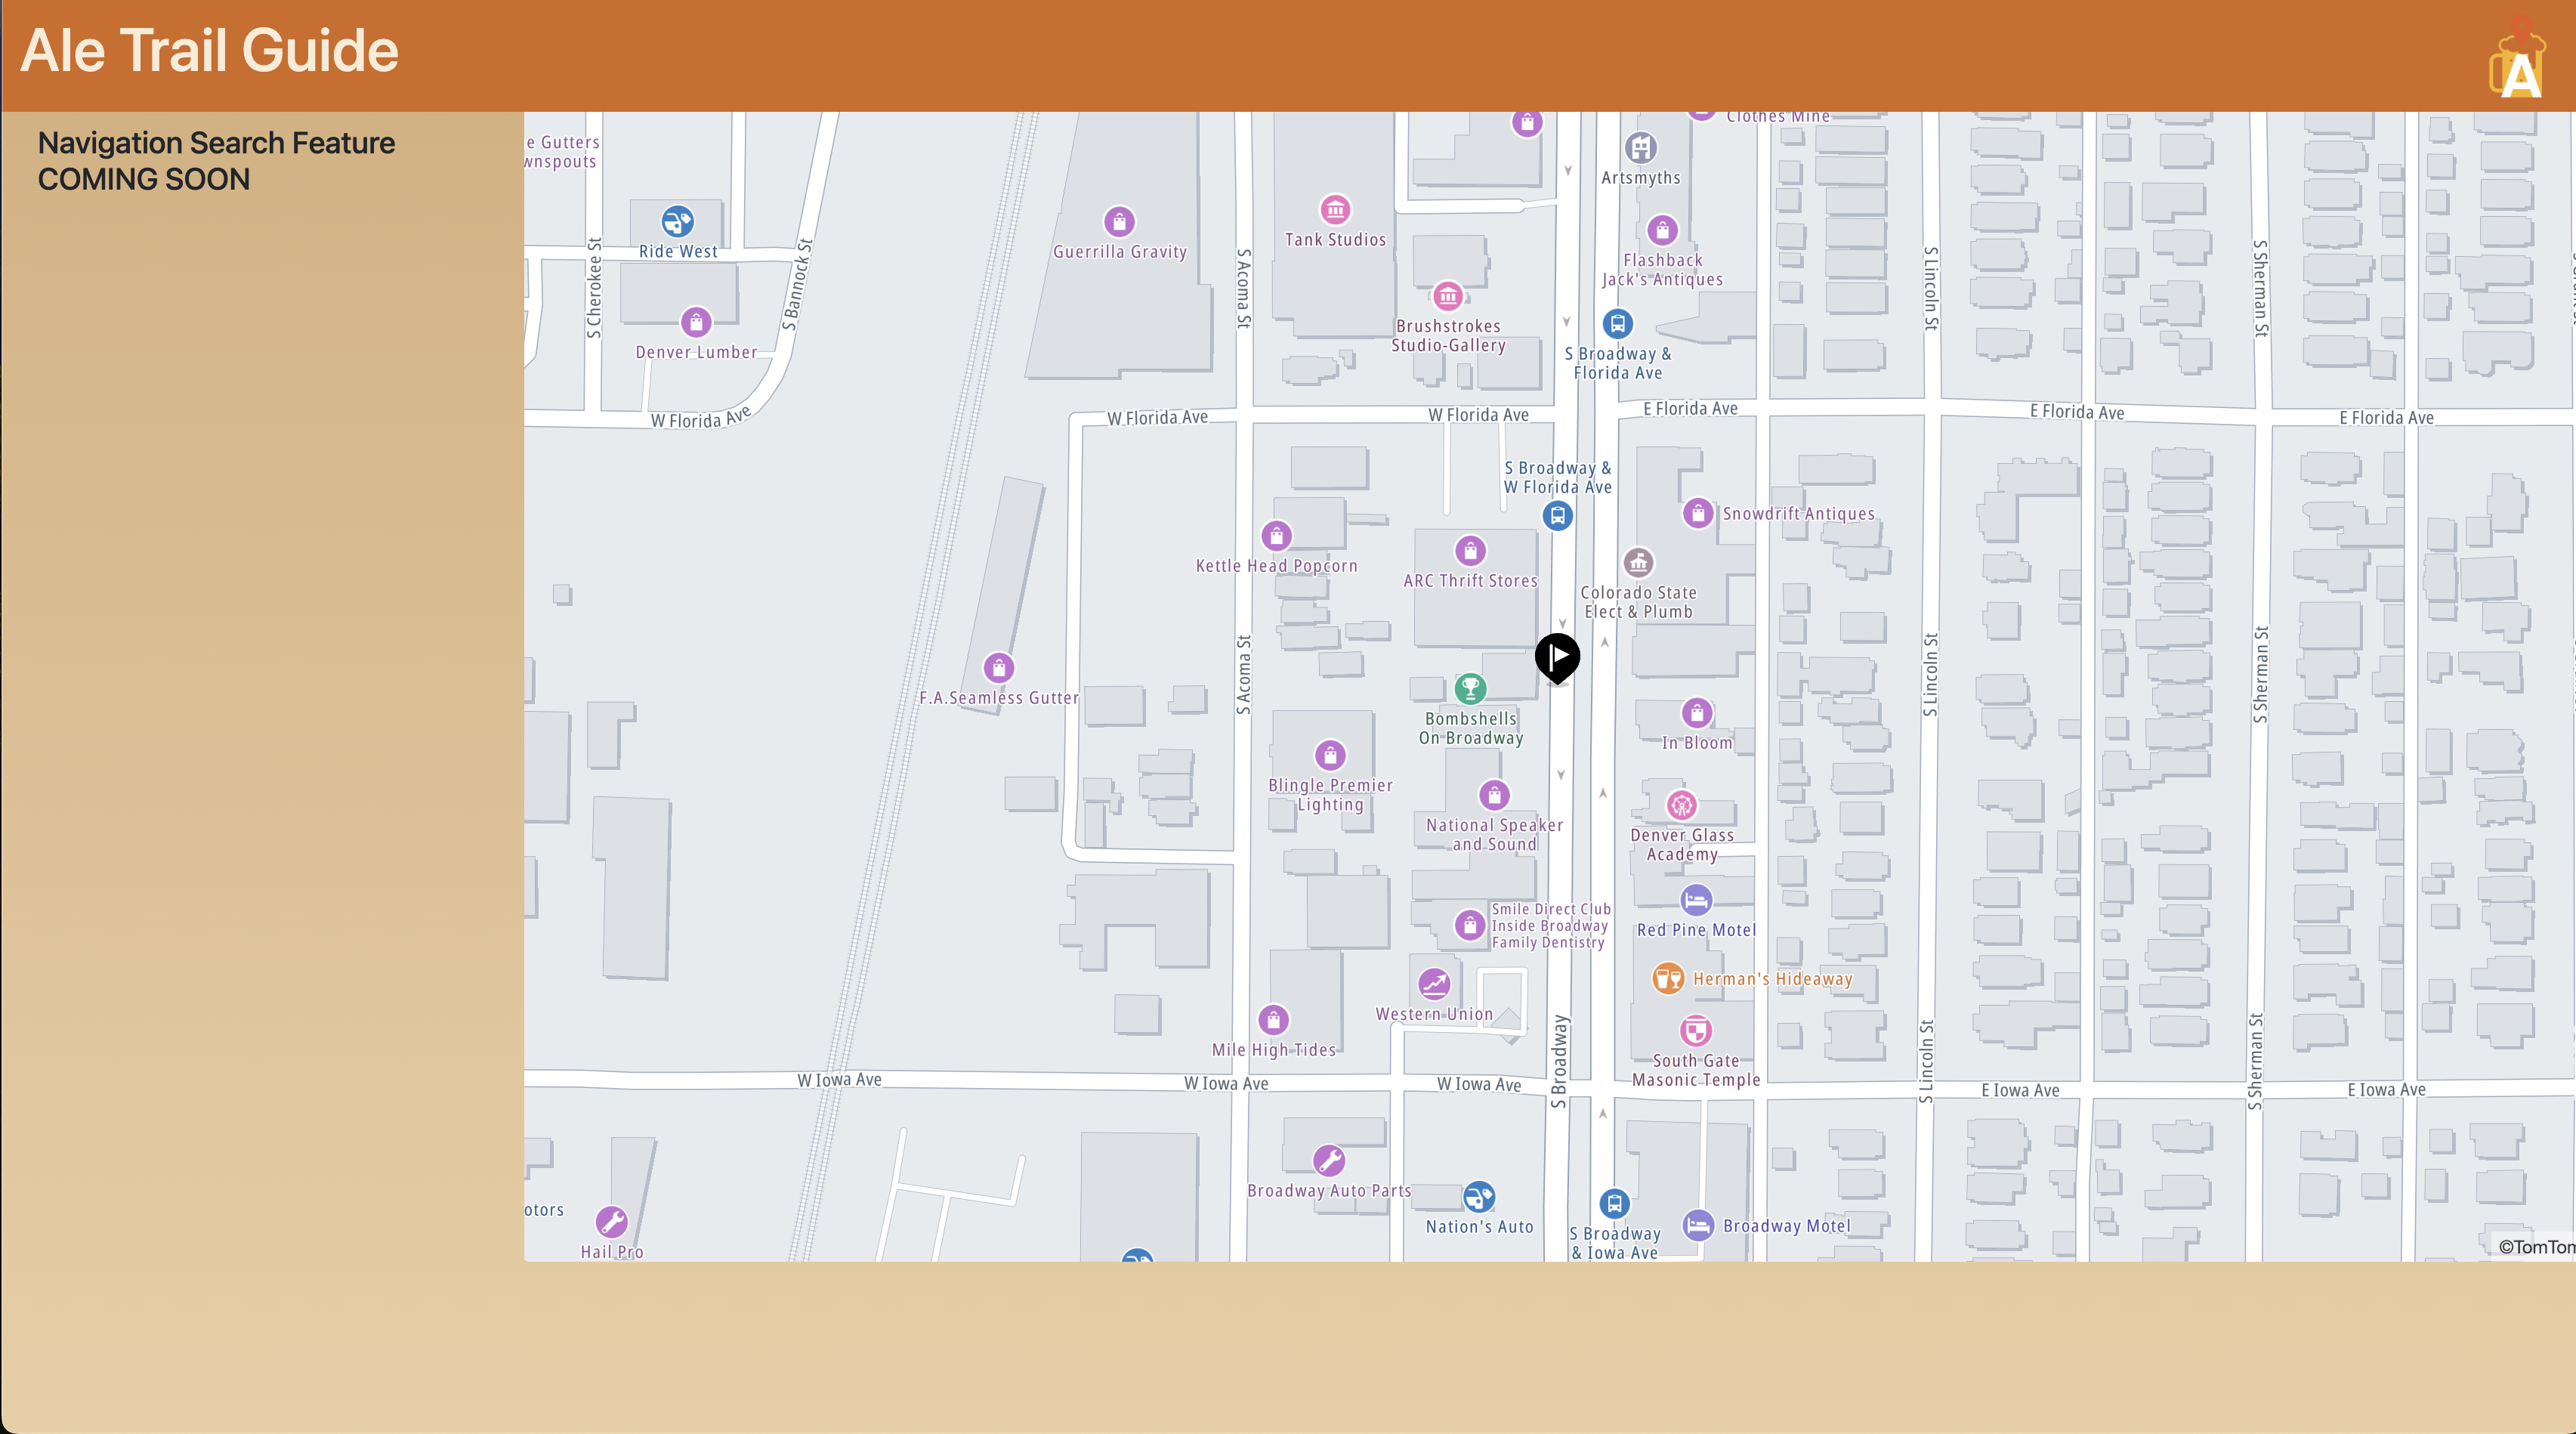 Ale Trail Guide
A
Navigation Search Feature
COMING SOON
e Gutters
wnspouts
Ride West
S Cherokee St
S Bannock St
Denver Lumber
W Florida Ave
Guerrilla Gravity
S Acoma St
Tank Studios
Brushstrokes
Studio-Gallery
Clothes Mine
Artsmyths
Flashback
Jack's Antiques
S Broadway &
Florida Ave
S Lincoln St
S Sherman St
W Florida Ave
W Florida Ave
E Florida Ave
E Florida Ave
E Florida Ave
S Broadway &
W Florida Ave
Snowdrift Antiques
Kettle Head Popcorn
ARC Thrift Stores
Colorado State
Elect & Plumb
F.A.Seamless Gutter
S Acoma St
S Lincoln St
S Sherman St
Bombshells
On Broadway
In Bloom
Blingle Premier
Lighting
National Speaker
and Sound
Denver Glass
Academy
Smile Direct Club
Inside Broadway
Family Dentistry
Red Pine Motel
Herman's Hideaway
Western Union
Mile High Tides
South Gate
Masonic Temple
S Broadway
S Lincoln St
S Sherman St
W Iowa Ave
W Iowa Ave
W Iowa Ave
E Iowa Ave
E Iowa Ave
Broadway Auto Parts
otors
Hail Pro
Nation's Auto
S Broadway
& Iowa Ave
Broadway Motel
©TomTom